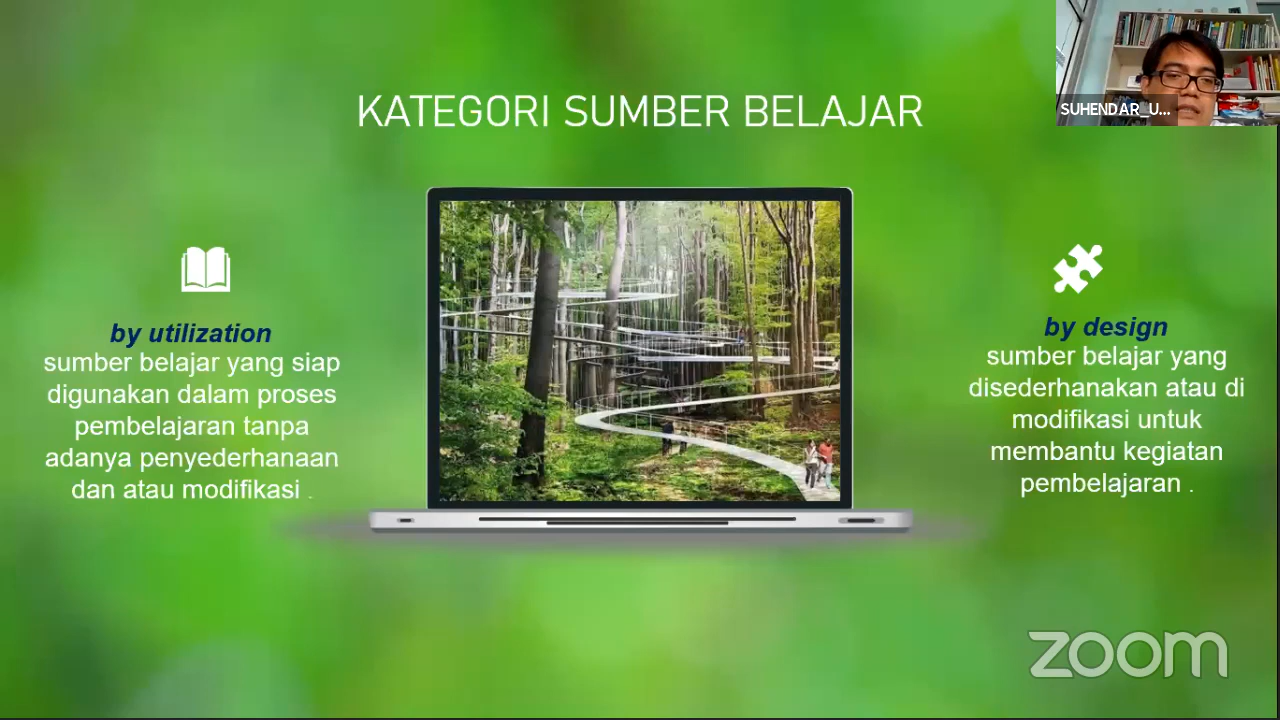 KATEGORI SUMBER BELAJAR
SUHENDAR_U...
by utilization
sumber belajar yang siap
digunakan dalam proses
pembelajaran tanpa
adanya penyederhanaan
dan atau modifikasi .
by design
sumber belajar yang
disederhanakan atau di
modifikasi untuk
membantu kegiatan
pembelajaran .
zoom